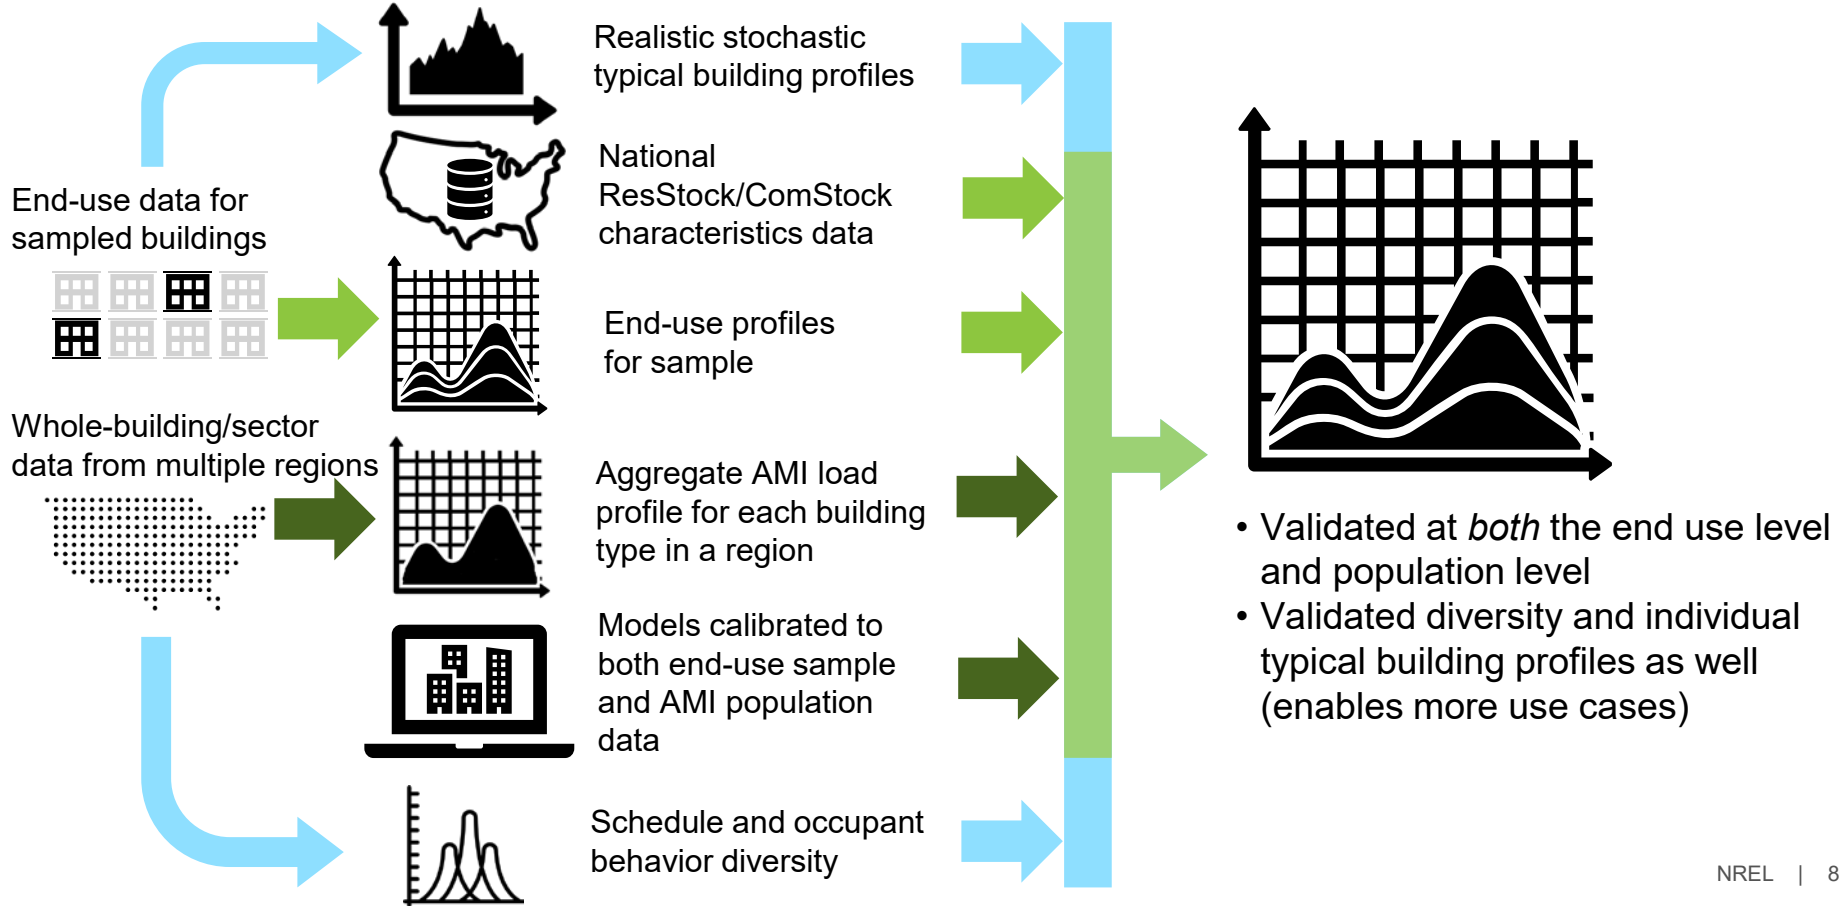 Realistic stochastic
typical building profiles
National
ResStock/ComStock
characteristics data
End-use data for
sampled buildings
End-use profiles
for sample
Whole-building/sector
data from multiple regions
Aggregate AMI load
profile for each building
type in a region
Models calibrated to
both end-use sample
and AMI population
data
Schedule and occupant
behavior diversity
• Validated at both the end use level
and population level
• Validated diversity and individual
typical building profiles as well
(enables more use cases)
NREL | 8